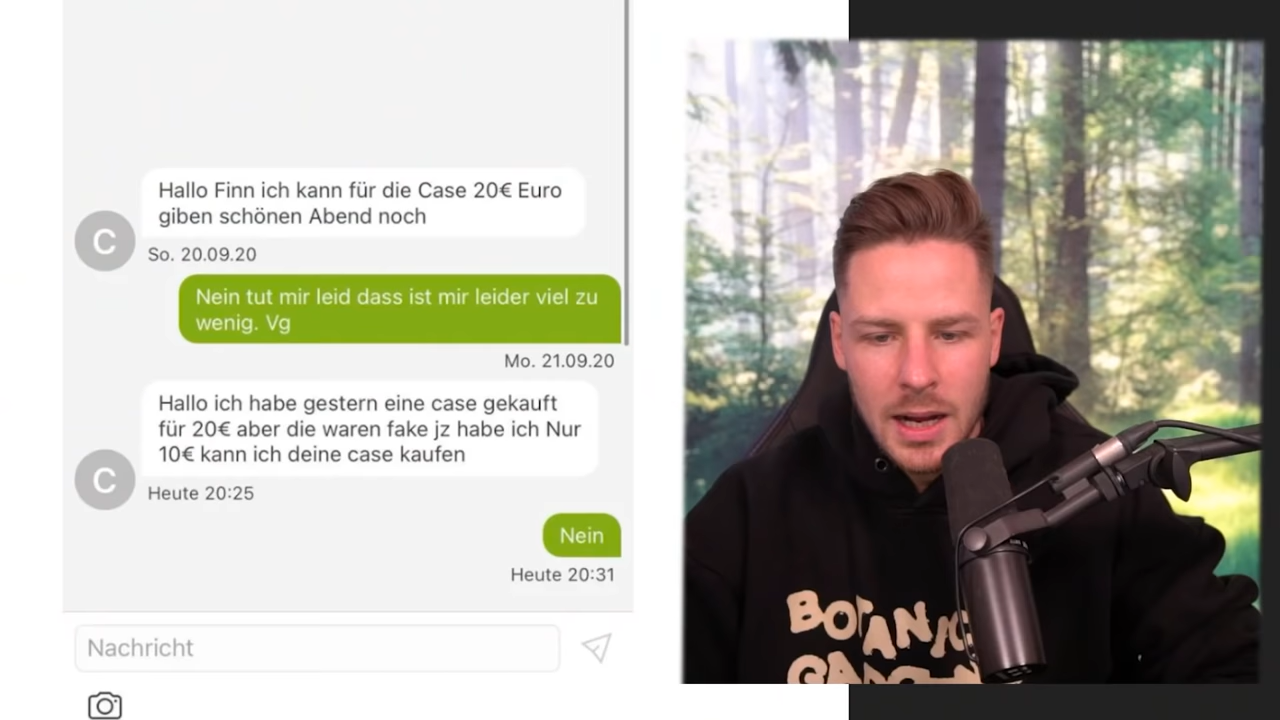 Hallo Finn ich kann für die Case 20€ Euro
giben schönen Abend noch
C
So. 20.09.20
Nein tut mir leid dass ist mir leider viel zu
wenig. Vg
Mo. 21.09.20
Hallo ich habe gestern eine case gekauft
für 20€ aber die waren fake jz habe ich Nur
10€ kann ich deine case kaufen
C
Heute 20:25
Nein
Heute 20:31
Nachricht
BOTANIC